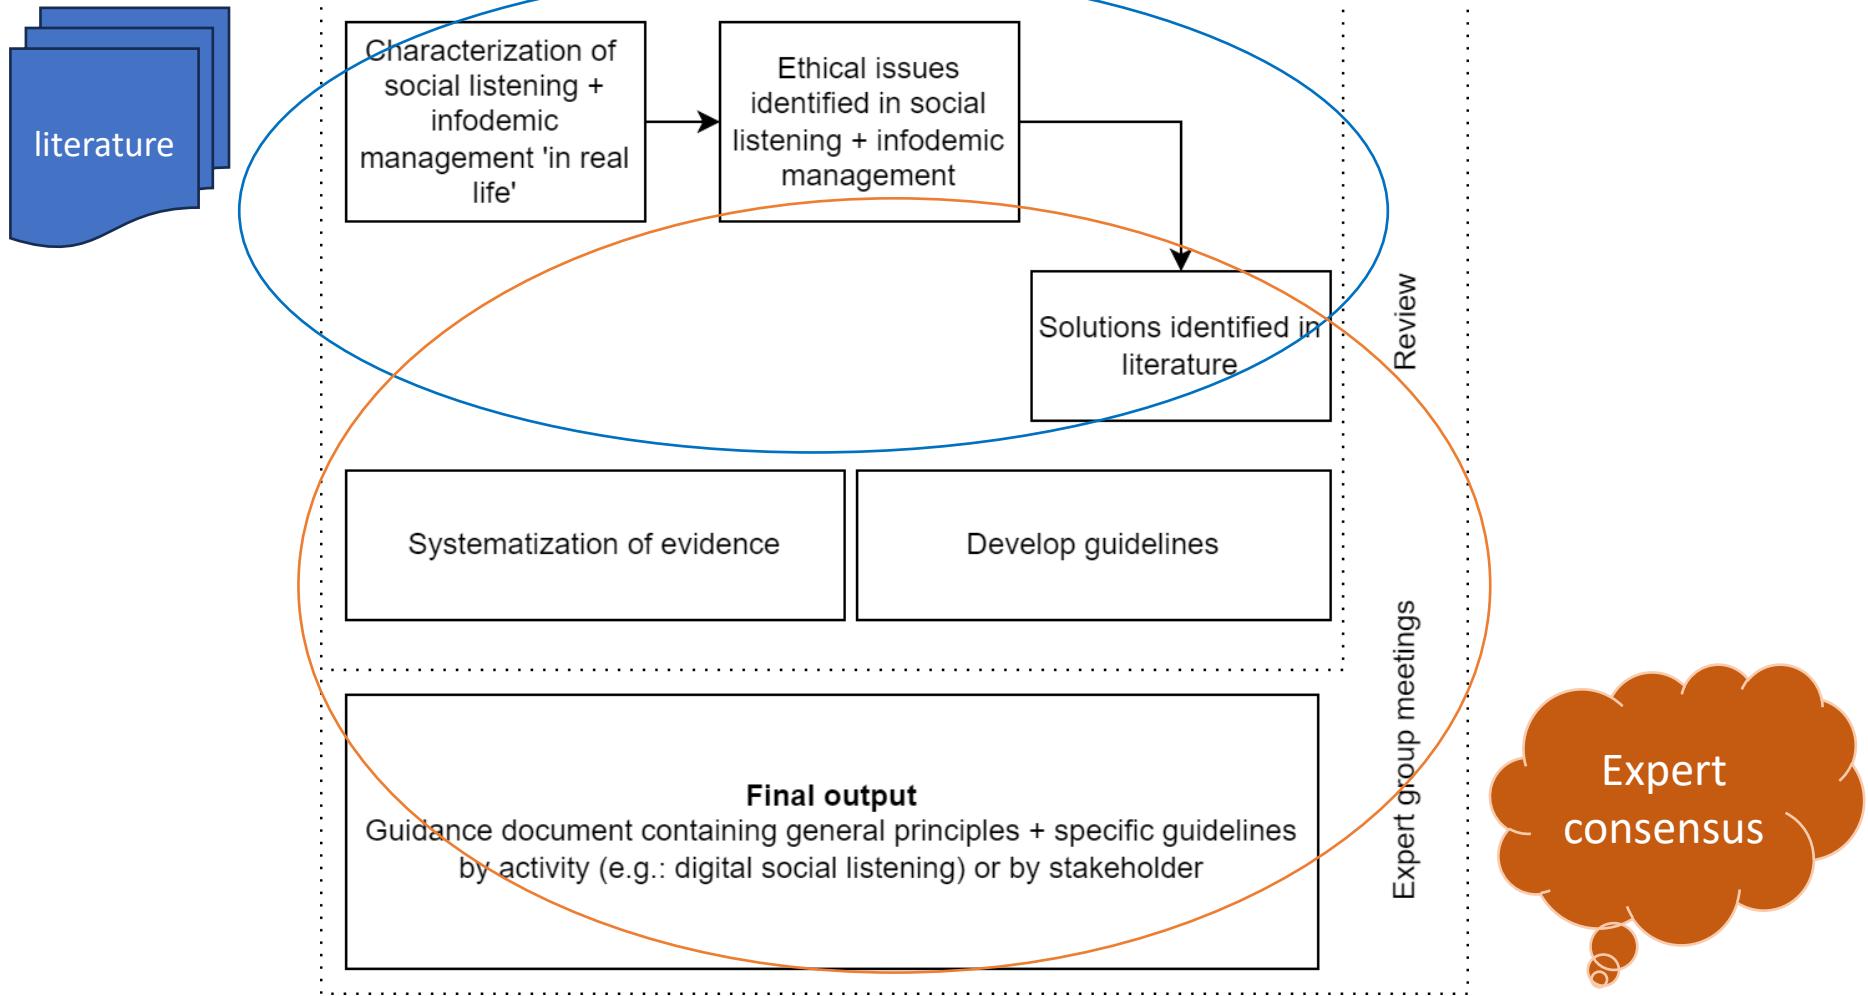 literature
Characterization of
social listening +
infodemic
management 'in real
life'
Ethical issues
identified in social
listening + infodemic
management
Solutions identified in
literature
Review
Systematization of evidence
Develop guidelines
Expert group meetings
Final output
Guidance document containing general principles + specific guidelines
by activity (e.g.: digital social listening) or by stakeholder
Expert
consensus